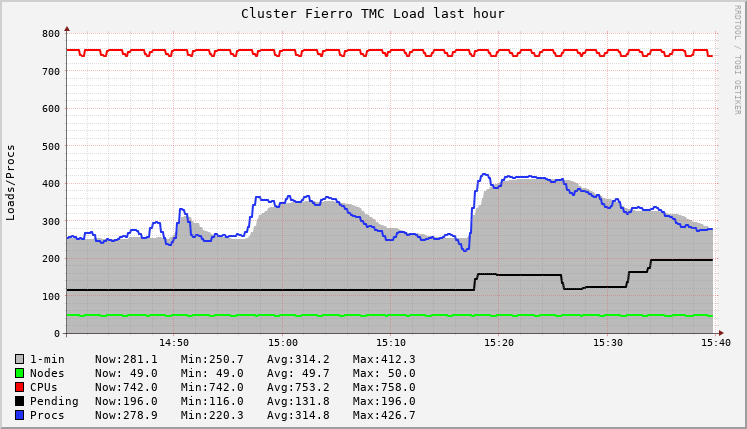 Cluster Fierro TMC Load last hour
RRDTOOL / TOBI OETIKER
Loads/Procs
800
700
600
500
400
300
200
100
0
14:50 15:00 15:10 15:20 15:30 15:40
1-min Now:281.1 Min:250.7 Avg:314.2 Max:412.3
Nodes Now: 49.0 Min: 49.0 Avg: 49.7 Max: 50.0
CPUs Now:742.0 Min:742.0 Avg:753.2 Max:758.0
Pending Now:196.0 Min:116.0 Avg:131.8 Max:196.0
Procs Now:278.9 Min:220.3 Avg:314.8 Max:426.7